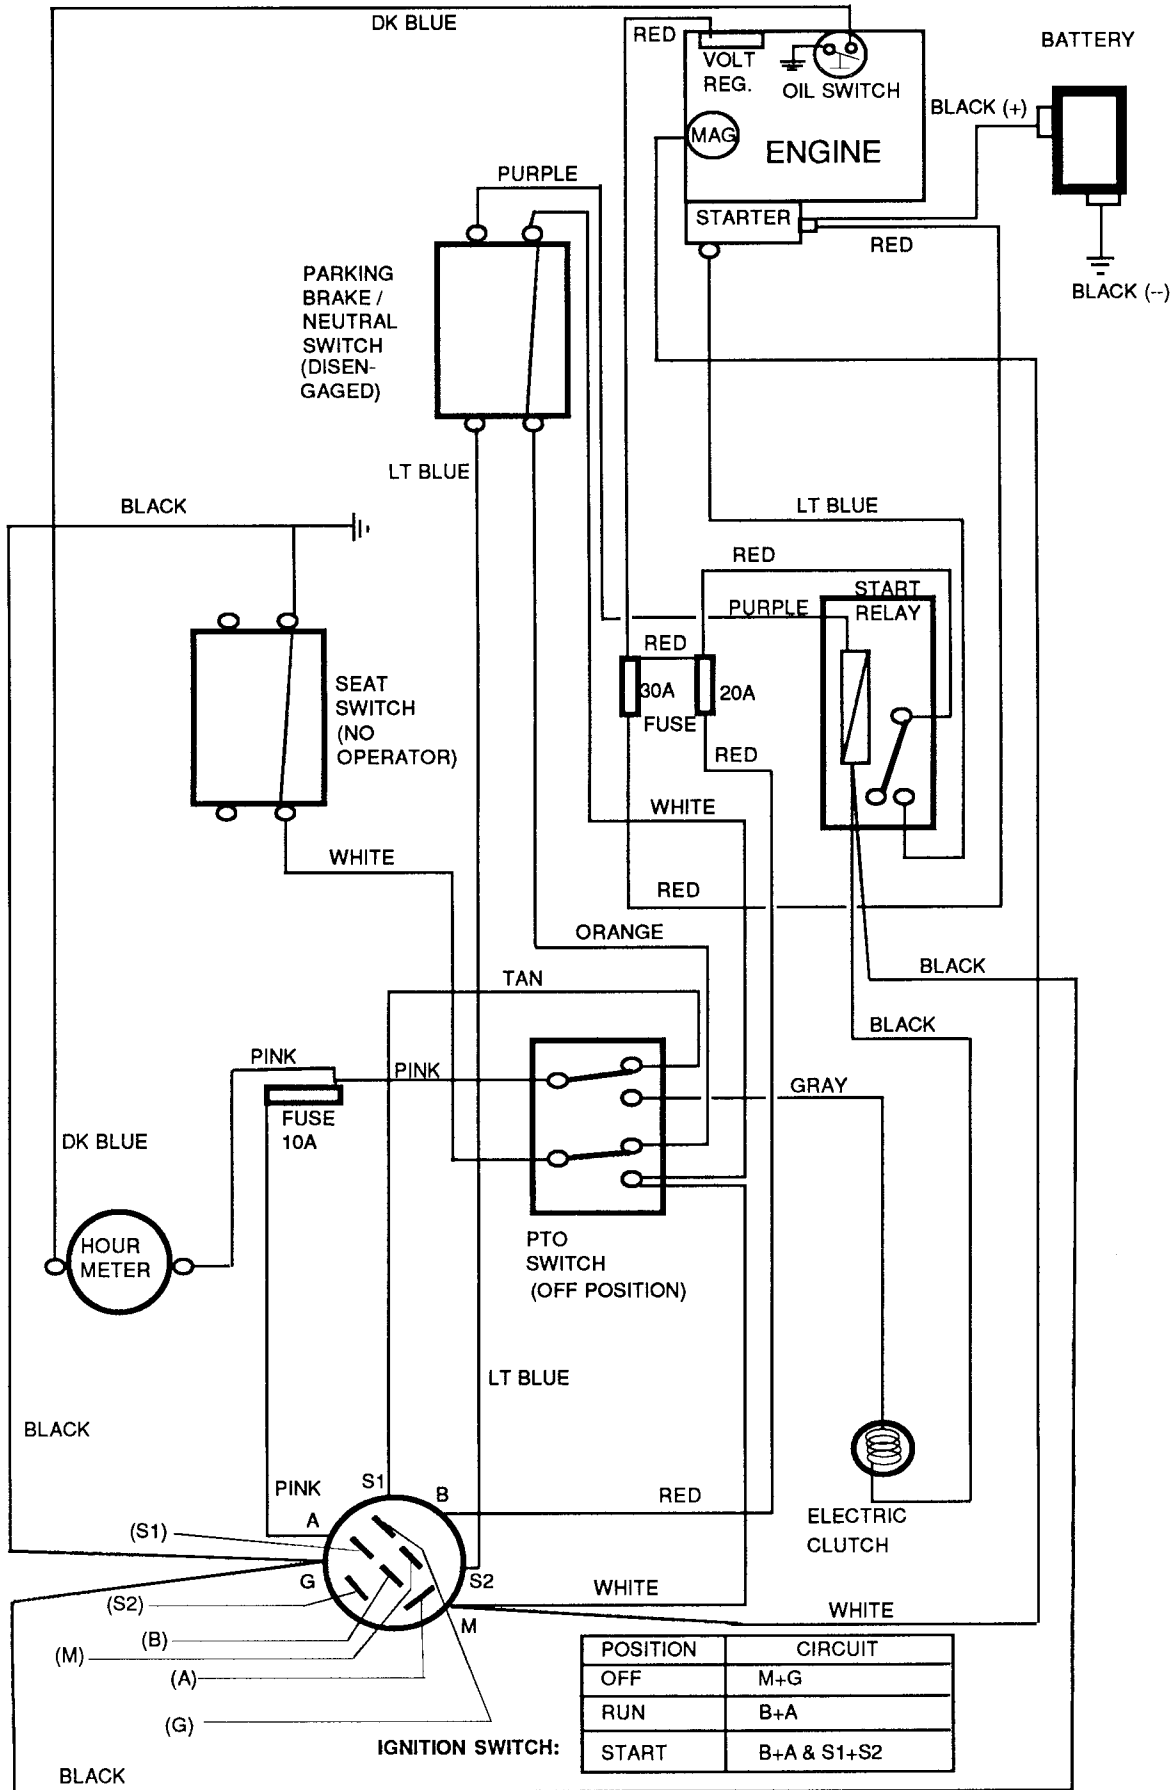 DK BLUE
RED
VOLT
REG.
OIL SWITCH
BATTERY
BLACK (+)
MAG
ENGINE
PURPLE
STARTER
RED
BLACK (--)
PARKING
BRAKE /
NEUTRAL
SWITCH
(DISEN-
GAGED)
LT BLUE
BLACK
LT BLUE
RED
START
RELAY
PURPLE
RED
SEAT
SWITCH
(NO
OPERATOR)
30A
20A
FUSE
RED
WHITE
WHITE
RED
ORANGE
TAN
BLACK
BLACK
PINK
PINK
GRAY
FUSE
10A
DK BLUE
HOUR
METER
PTO
SWITCH
(OFF POSITION)
LT BLUE
BLACK
PINK
S1
B
RED
ELECTRIC
CLUTCH
A
(S1)
G
S2
WHITE
(S2)
M
WHITE
(B)
(M)
(A)
(G)
IGNITION SWITCH:
POSITION CIRCUIT
OFF M+G
RUN B+A
START B+A & S1+S2
BLACK